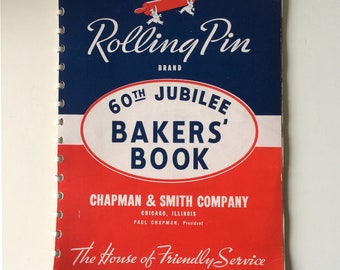 Rolling Pin
BRAND
60TH JUBILEE
BAKERS'
BOOK
CHAPMAN & SMITH COMPANY
CHICAGO, ILLINOIS
PAUL CHAPMAN, President
The House of Friendly Service